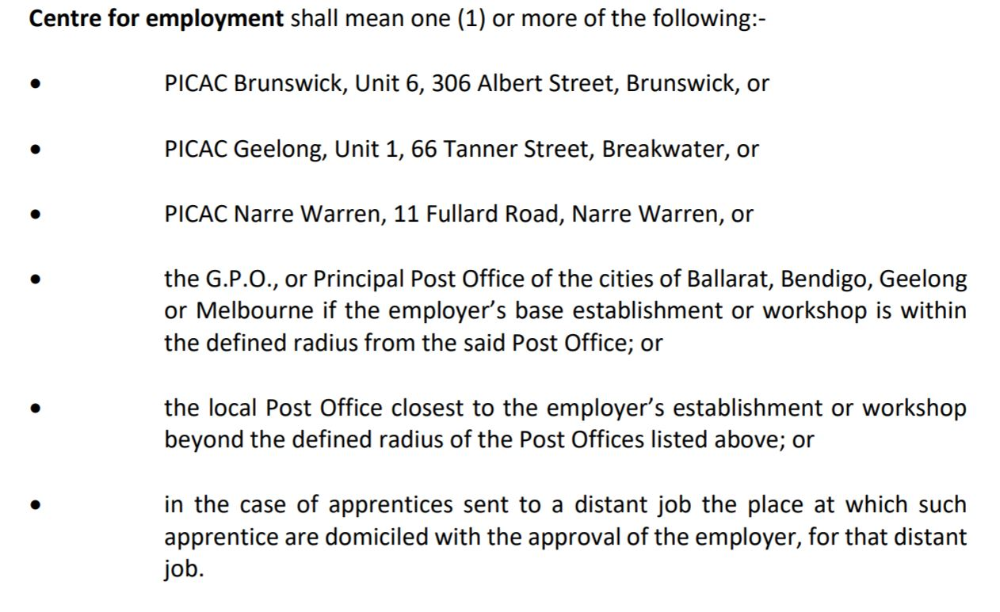 Centre for employment shall mean one (1) or more of the following:-
• PICAC Brunswick, Unit 6, 306 Albert Street, Brunswick, or
• PICAC Geelong, Unit 1, 66 Tanner Street, Breakwater, or
• PICAC Narre Warren, 11 Fullard Road, Narre Warren, or
• the G.P.O., or Principal Post Office of the cities of Ballarat, Bendigo, Geelong
or Melbourne if the employer’s base establishment or workshop is within
the defined radius from the said Post Office; or
• the local Post Office closest to the employer’s establishment or workshop
beyond the defined radius of the Post Offices listed above; or
• in the case of apprentices sent to a distant job the place at which such
apprentice are domiciled with the approval of the employer, for that distant
job.